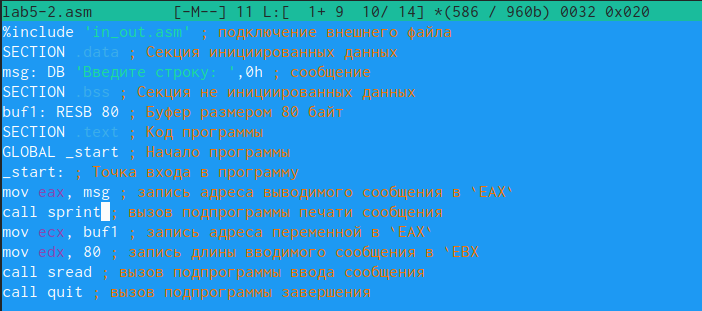 lab5-2.asm [-M--] 11 L:[ 1+ 9 10/ 14] *(586 / 960b) 0032 0x020
%include 'in_out.asm' ; подключение внешнего файла
SECTION .data ; Секция инициированных данных
msg: DB 'Введите строку: ',0h ; сообщение
SECTION .bss ; Секция не инициированных данных
buf1: RESB 80 ; Буфер размером 80 байт
SECTION .text ; Код программы
GLOBAL _start ; Начало программы
_start: ; Точка входа в программу
mov eax, msg ; запись адреса выводимого сообщения в `EAX`
call sprint ; вызов подпрограммы печати сообщения
mov ecx, buf1 ; запись адреса переменной в `EAX`
mov edx, 80 ; запись длины вводимого сообщения в `EBX
call sread ; вызов подпрограммы ввода сообщения
call quit ; вызов подпрограммы завершения